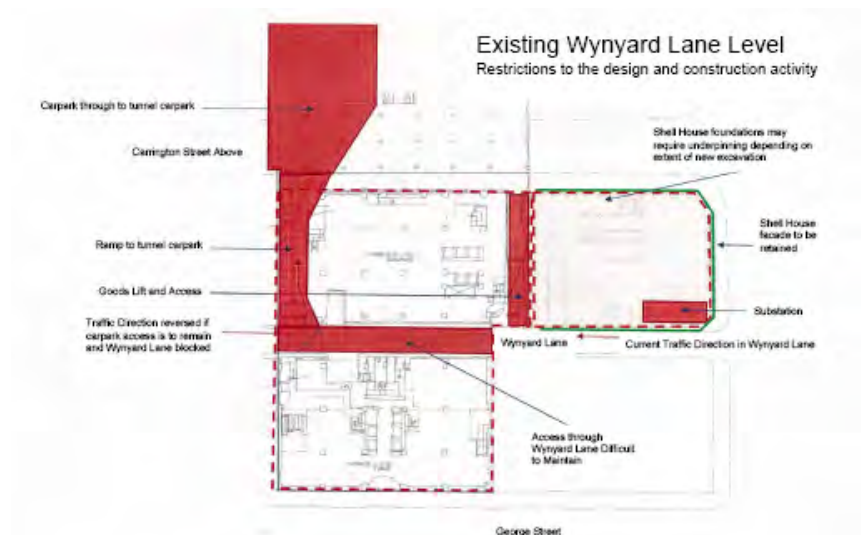 Existing Wynyard Lane Level
Restrictions to the design and construction activity
Carpark through to tunnel carpark
Carrington Street Above
Shell House foundations may
require underpinning depending on
extent of new excavation
Ramp to tunnel carpark
Shell House
facade to be
retained
Goods Lift and Access
Substation
Traffic Direction reversed if
carpark access is to remain
and Wynyard Lane blocked
Wynyard Lane
Current Traffic Direction in Wynyard Lane
Access through
Wynyard Lane Difficult
to Maintain
George Street